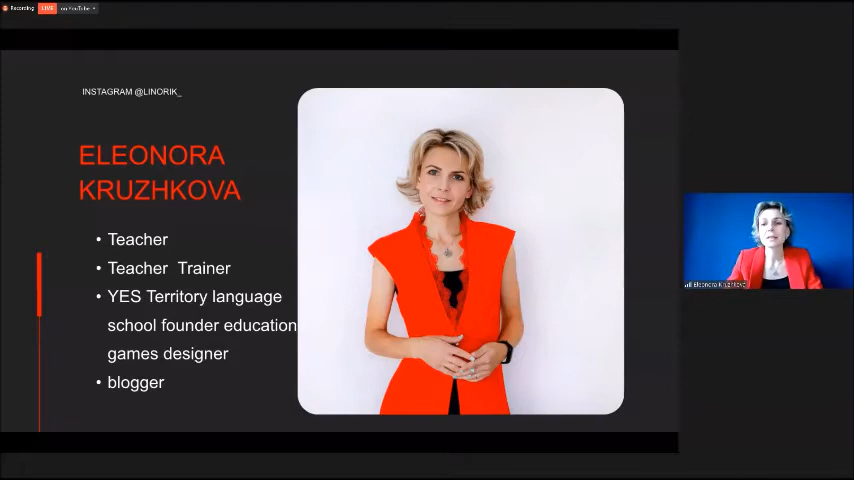 Recording LIVE on YouTube
INSTAGRAM @LINORIK_
ELEONORA
KRUZHKOVA
• Teacher
• Teacher Trainer
• YES Territory language
school founder education
games designer
• blogger
Eleonora Kruzhkova